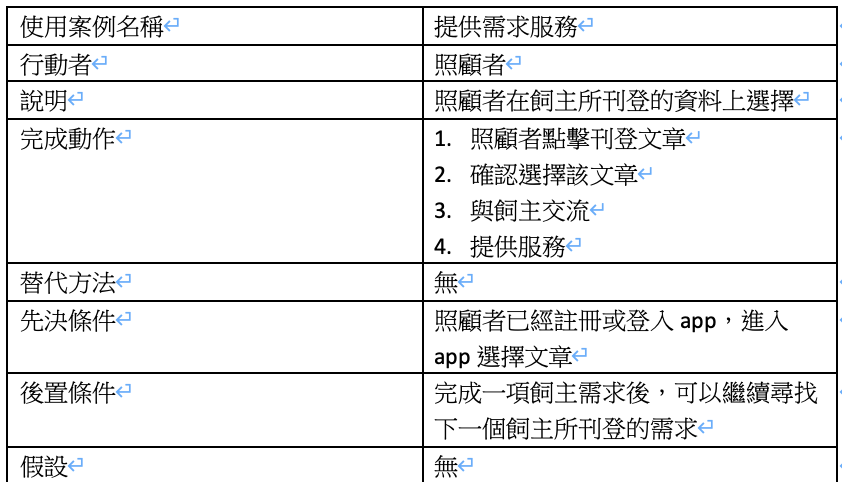 使用案例名稱 提供需求服務
行動者 照顧者
說明 照顧者在飼主所刊登的資料上選擇
完成動作 1. 照顧者點擊刊登文章
2. 確認選擇該文章
3. 與飼主交流
4. 提供服務
替代方法 無
先決條件 照顧者已經註冊或登入 app，進入
app 選擇文章
後置條件 完成一項飼主需求後，可以繼續尋找
下一個飼主所刊登的需求
假設 無